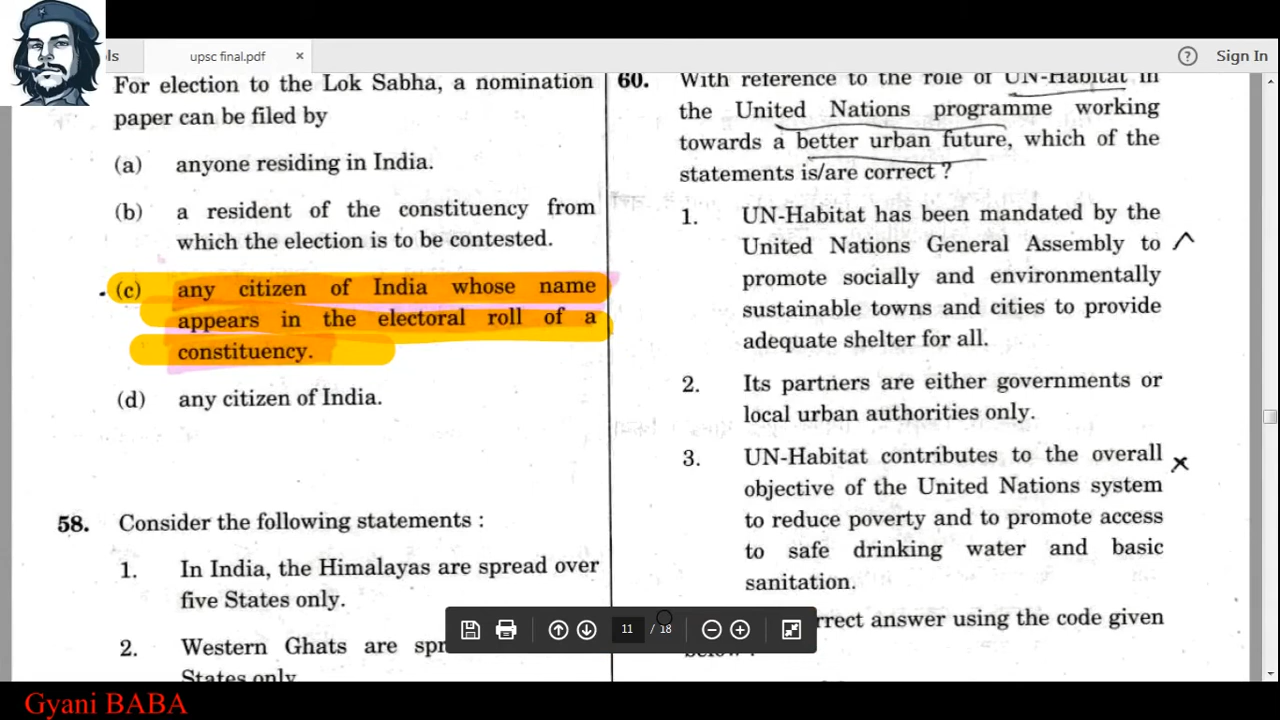 ls
upsc final.pdf
×
?
Sign In
For election to the Lok Sabha, a nomination
paper can be filed by
(a) anyone residing in India.
(b) a resident of the constituency from
which the election is to be contested.
(c) any citizen of India whose name
appears in the electoral roll of a
constituency.
(d) any citizen of India.
58. Consider the following statements :
1. In India, the Himalayas are spread over
five States only.
2. Western Ghats are
States only.
60. With reference to the role of UN-Habitat in
the United Nations programme working
towards a better urban future, which of the
statements is/are correct ?
1. UN-Habitat has been mandated by the
United Nations General Assembly to
promote socially and environmentally
sustainable towns and cities to provide
adequate shelter for all.
2. Its partners are either governments or
local urban authorities only.
3. UN-Habitat contributes to the overall
objective of the United Nations system
to reduce poverty and to promote access
to safe drinking water and basic
sanitation.
rrect answer using the code given
11 / 18
Gyani BABA